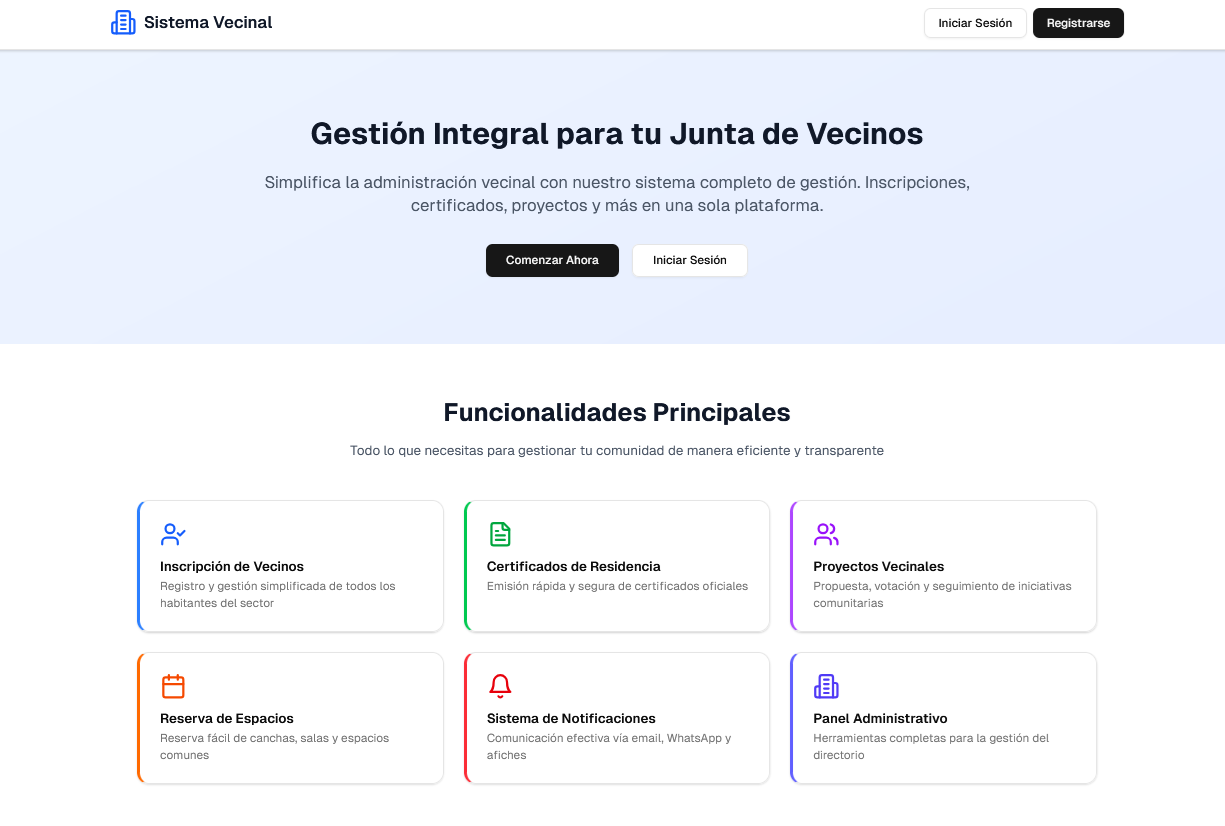 Sistema Vecinal
Iniciar Sesión
Registrarse
Gestión Integral para tu Junta de Vecinos
Simplifica la administración vecinal con nuestro sistema completo de gestión. Inscripciones,
certificados, proyectos y más en una sola plataforma.
Comenzar Ahora
Iniciar Sesión
Funcionalidades Principales
Todo lo que necesitas para gestionar tu comunidad de manera eficiente y transparente
Inscripción de Vecinos
Registro y gestión simplificada de todos los
habitantes del sector
Certificados de Residencia
Emisión rápida y segura de certificados oficiales
Proyectos Vecinales
Propuesta, votación y seguimiento de iniciativas
comunitarias
Reserva de Espacios
Reserva fácil de canchas, salas y espacios
comunes
Sistema de Notificaciones
Comunicación efectiva vía email, WhatsApp y
afiches
Panel Administrativo
Herramientas completas para la gestión del
directorio